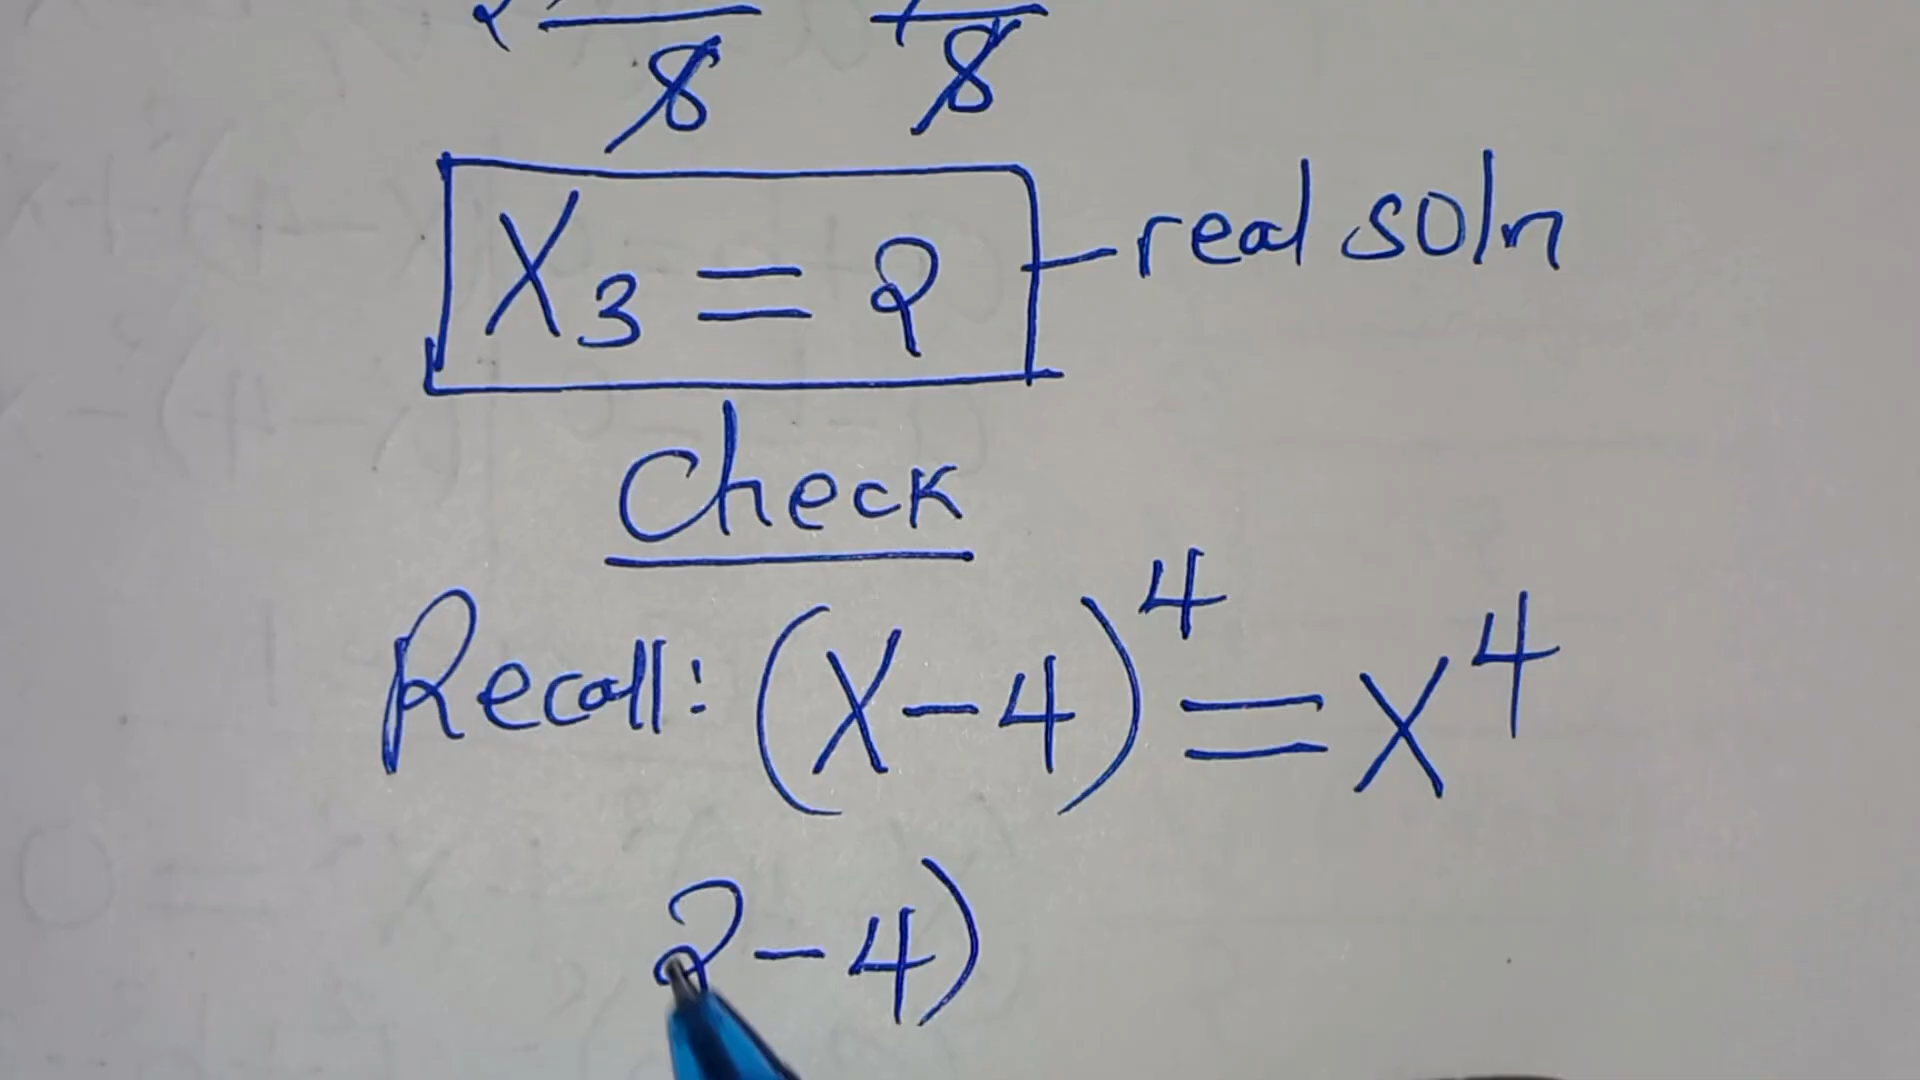 8 8
X₃ = 2 – real soln
Check
Recall: (X-4)⁴ = X⁴
2-4)